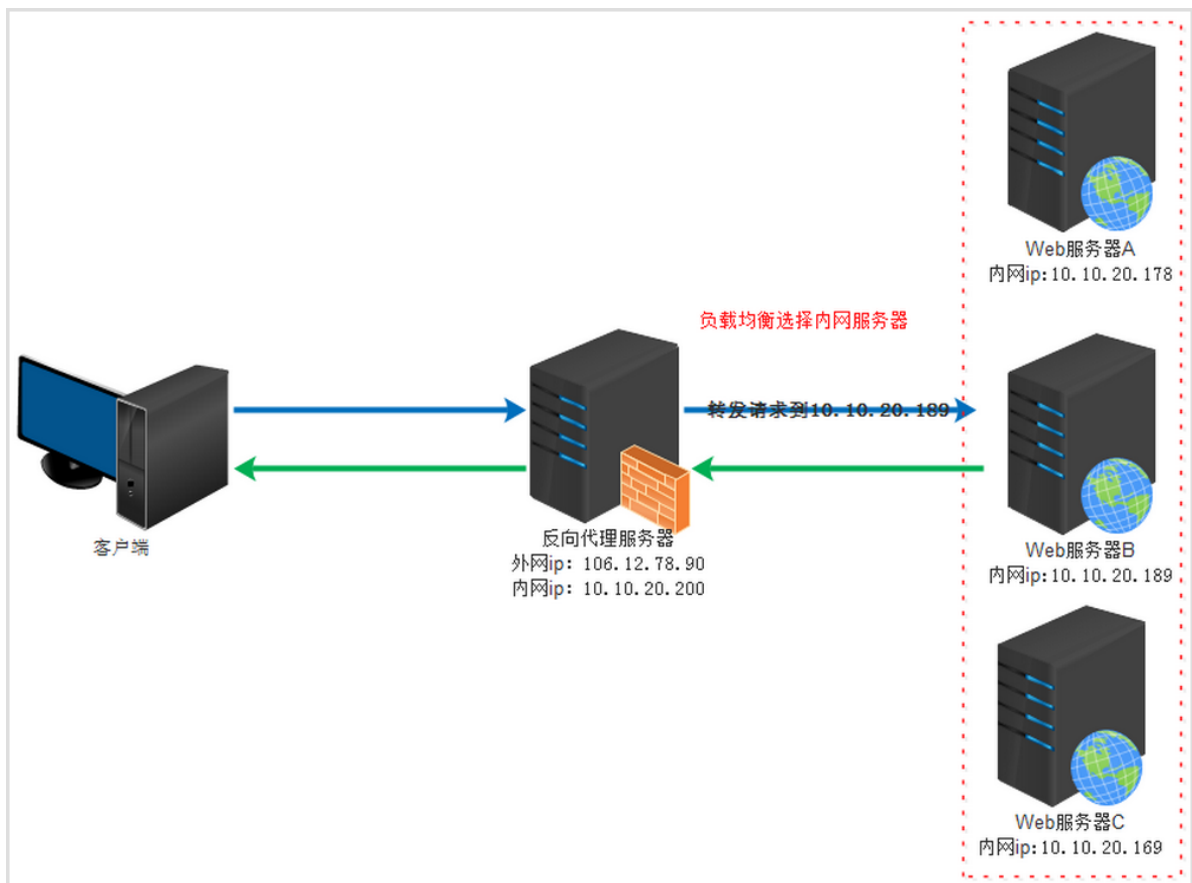 Web服务器A
内网ip:10.10.20.178
负载均衡选择内网服务器
转发请求到10.10.20.189
客户端
反向代理服务器
外网ip: 106.12.78.90
内网ip: 10.10.20.200
Web服务器B
内网ip:10.10.20.189
Web服务器C
内网ip:10.10.20.169